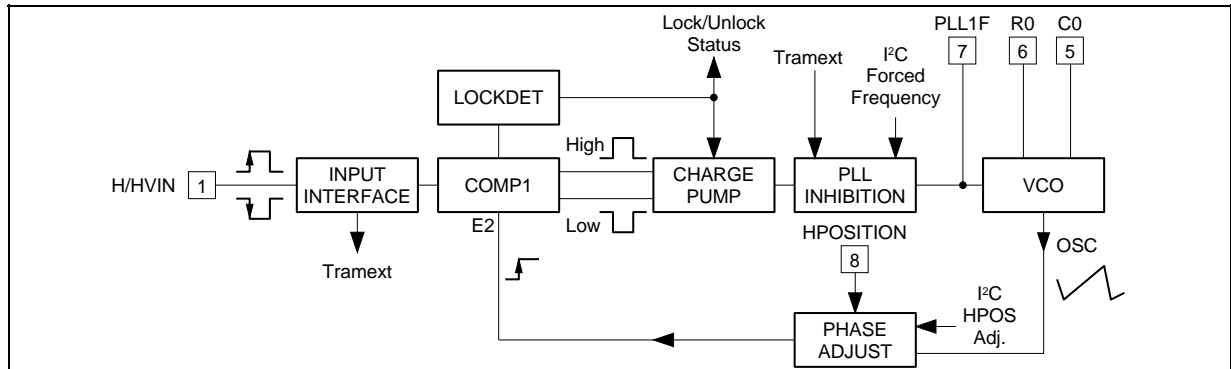 Lock/Unlock
Status
PLL1F
R0
C0
7
6
5
Tramext
I²C
Forced
Frequency
LOCKDET
High
H/HVIN
1
INPUT
INTERFACE
COMP1
CHARGE
PUMP
PLL
INHIBITION
VCO
E2
Low
Tramext
HPOSITION
8
OSC
I²C
HPOS
Adj.
PHASE
ADJUST